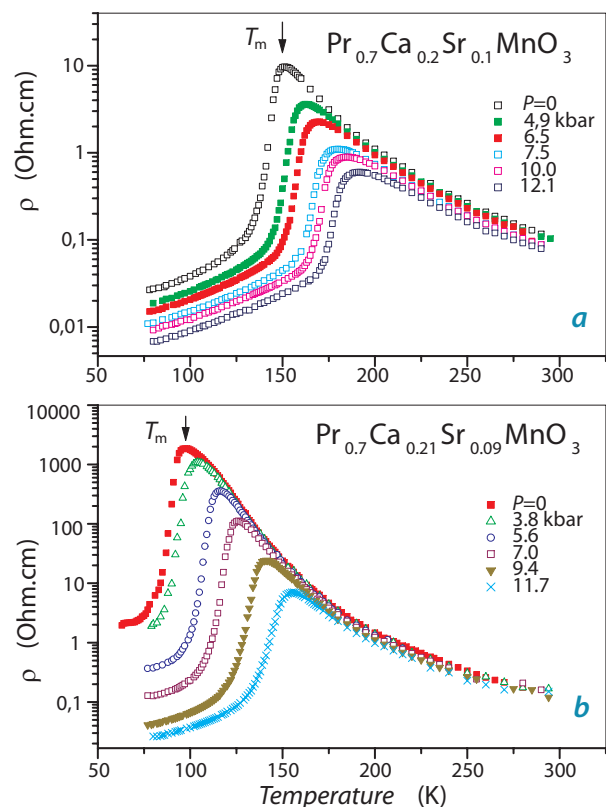 Tm
Pr0.7Ca0.2Sr0.1MnO3
ρ (Ohm.cm)
10
1
0,1
0,01
P=0
4,9 kbar
6.5
7.5
10.0
12.1
a
50 100 150 200 250 300
Tm
Pr0.7Ca0.21Sr0.09MnO3
ρ (Ohm.cm)
10000
1000
100
10
1
0,1
P=0
3.8 kbar
5.6
7.0
9.4
11.7
b
50 100 150 200 250 300
Temperature (K)